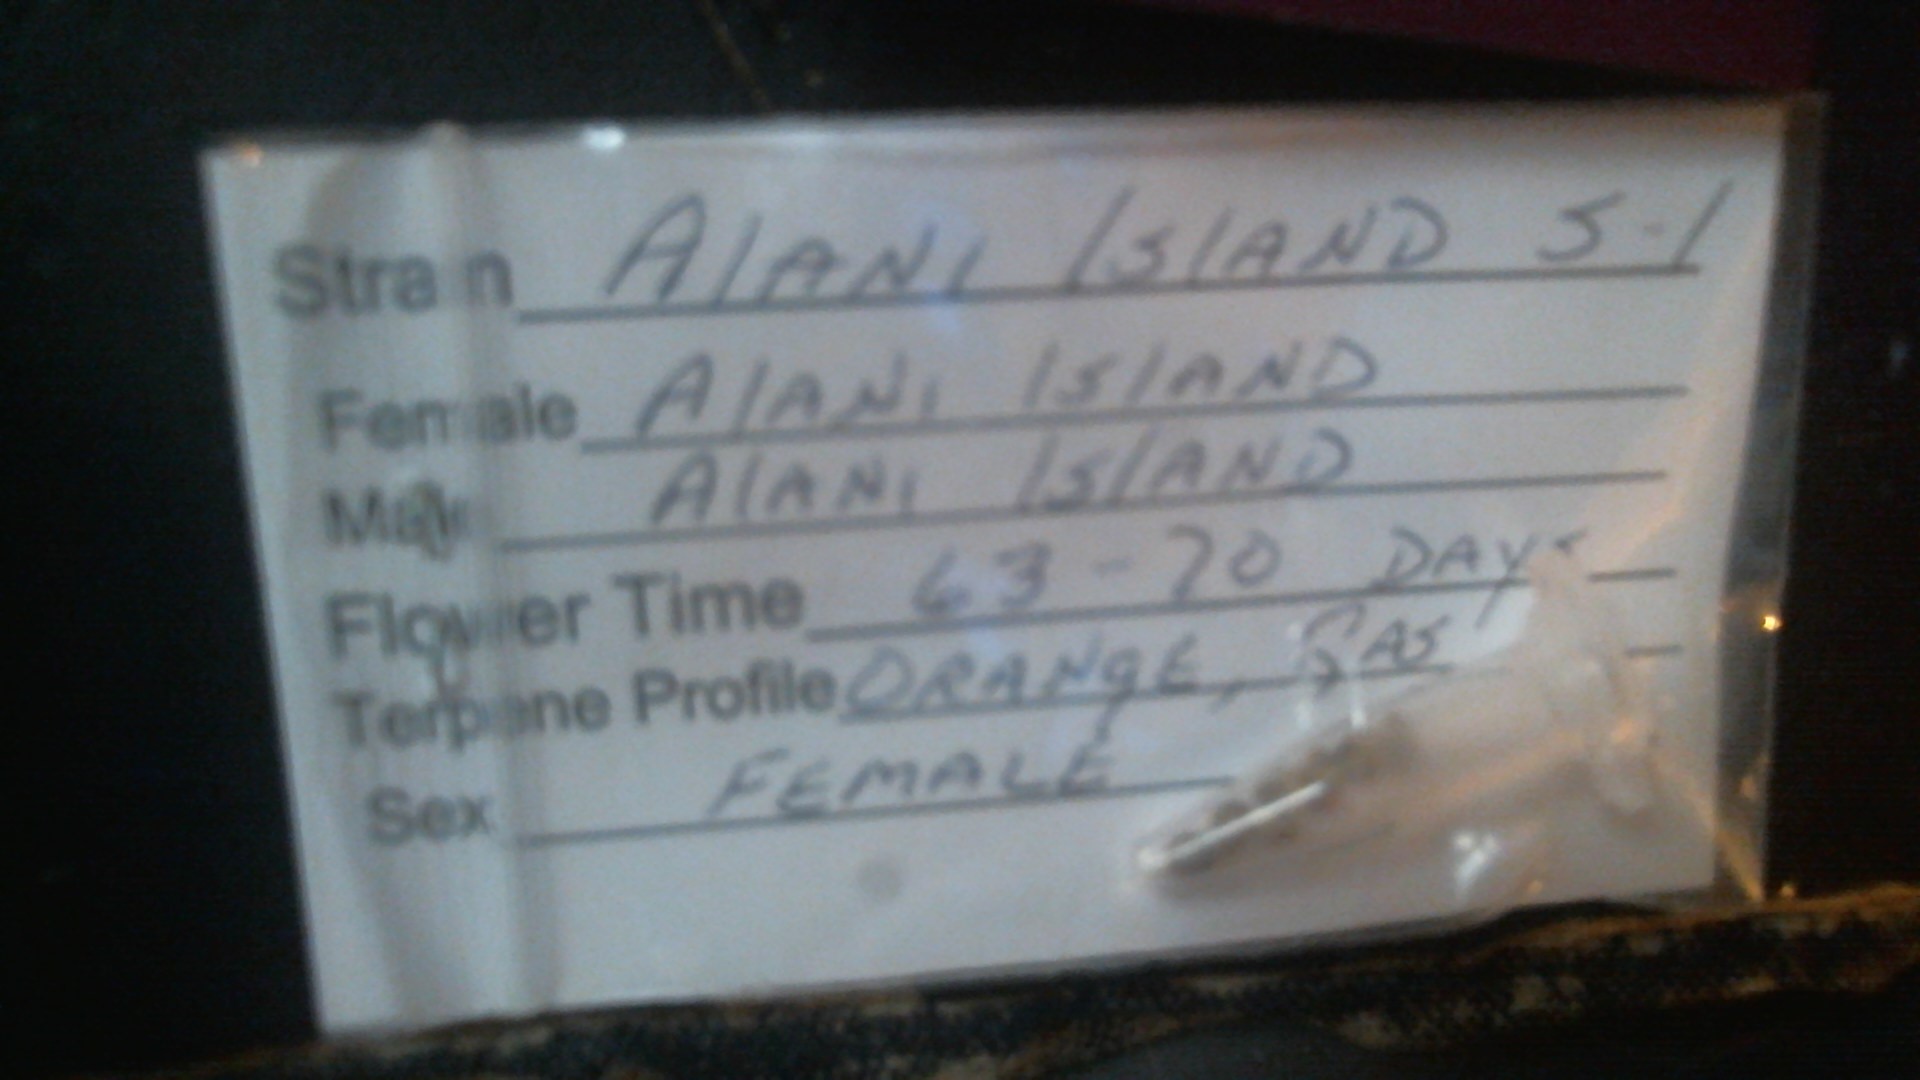 Strain Alani Island S-1
Female Alani Island
Male Alani Island
Flower Time 63-70 DAYS
Terpene Profile ORANGE, GAS
Sex FEMALE